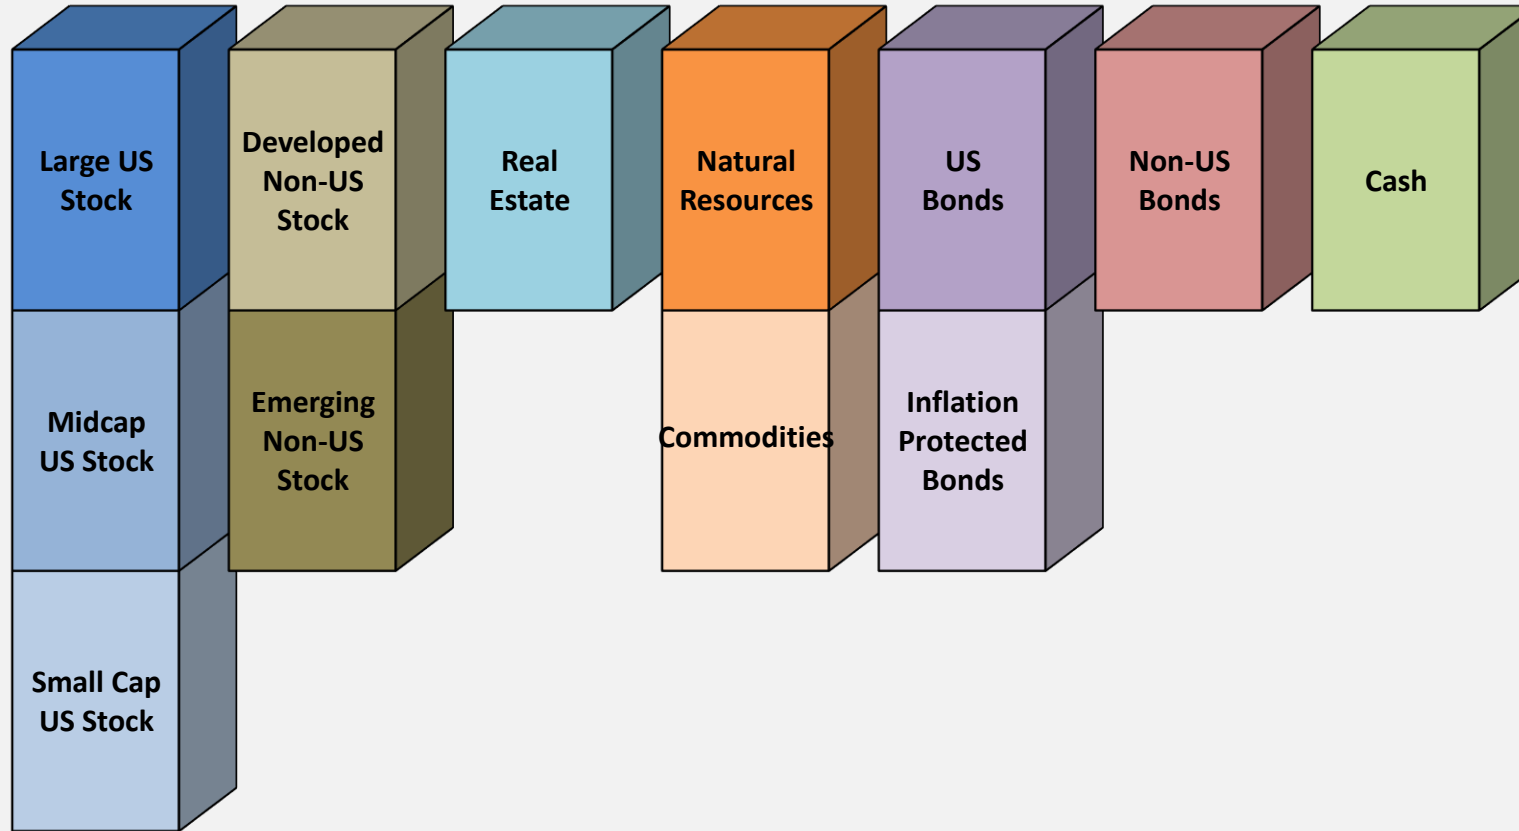 Large US
Stock
Developed
Non-US
Stock
Real
Estate
Natural
Resources
US
Bonds
Non-US
Bonds
Cash
Midcap
US Stock
Emerging
Non-US
Stock
Commodities
Inflation
Protected
Bonds
Small Cap
US Stock